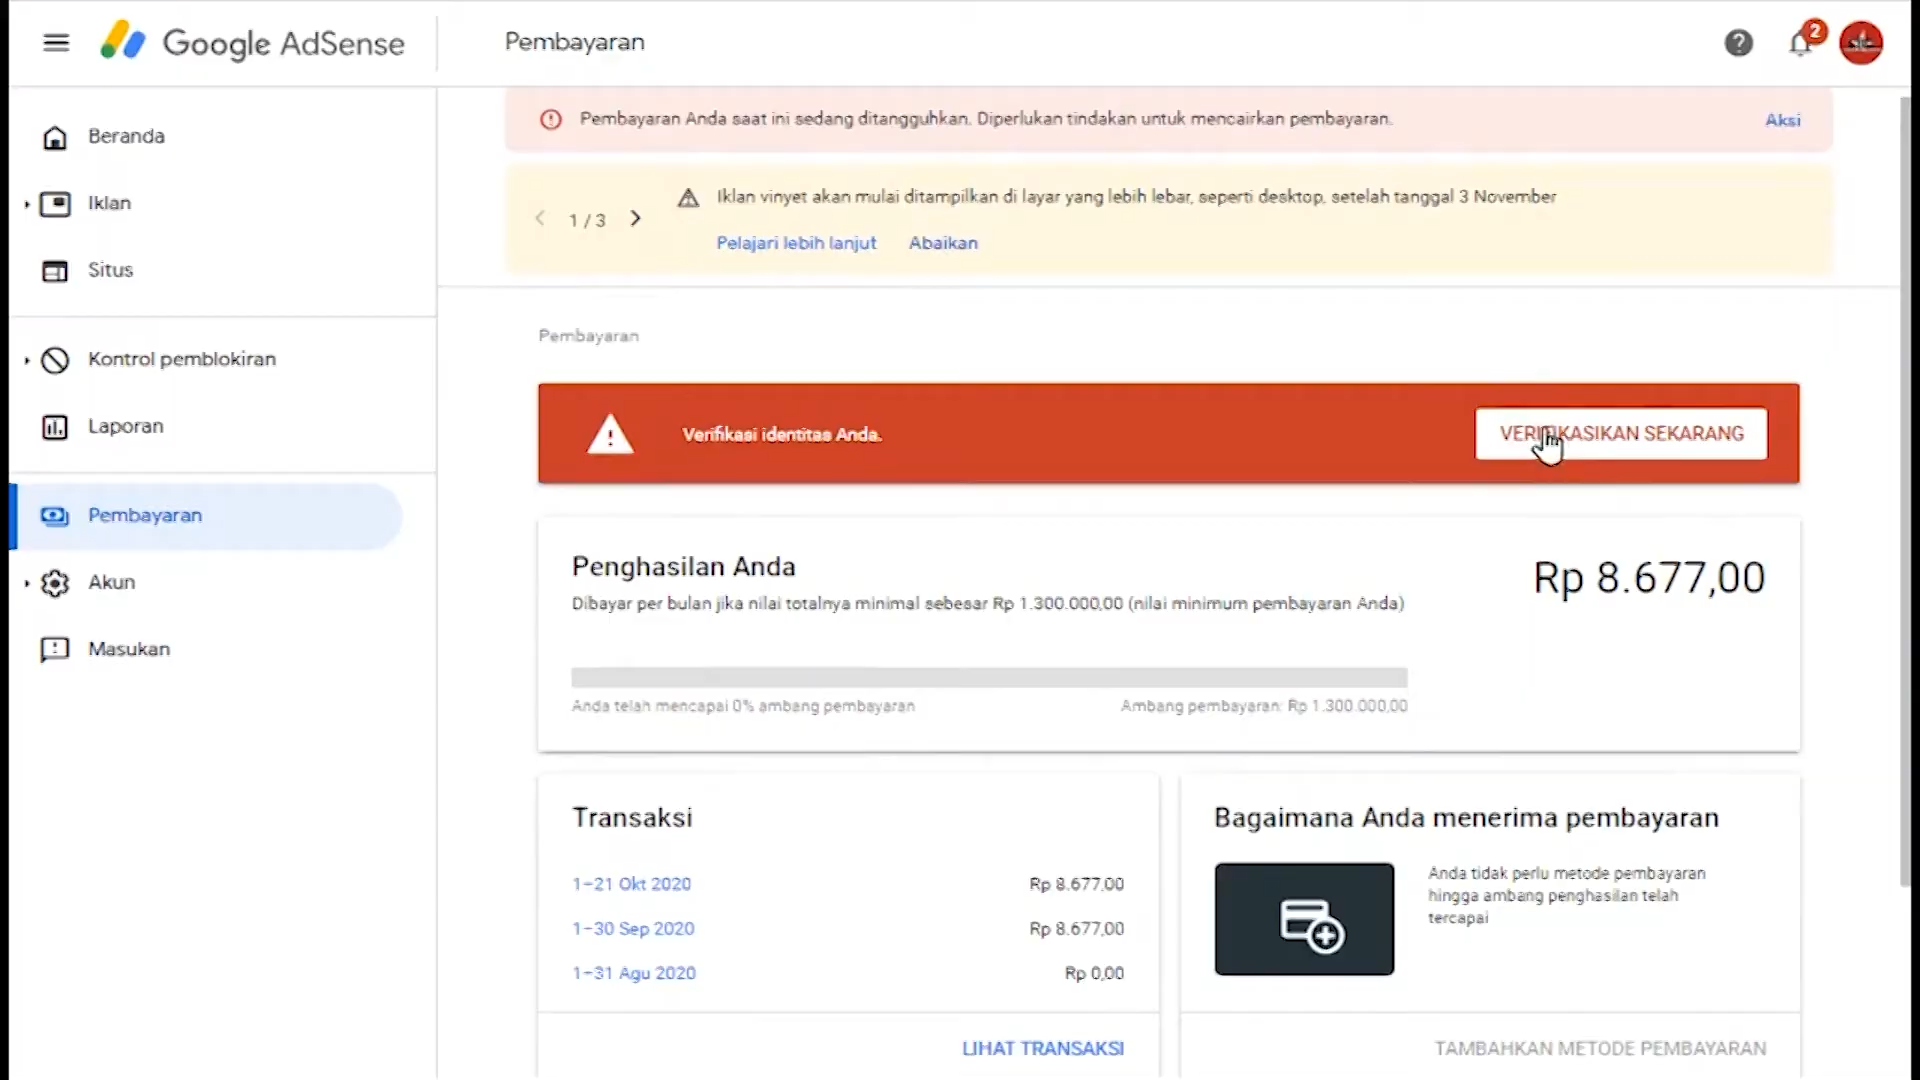 Google AdSense
Pembayaran
2
Beranda
Iklan
Situs
Kontrol pemblokiran
Laporan
Pembayaran
Akun
Masukan
Pembayaran Anda saat ini sedang ditangguhkan. Diperlukan tindakan untuk mencairkan pembayaran.
Aksi
1 / 3
Iklan vinyet akan mulai ditampilkan di layar yang lebih lebar, seperti desktop, setelah tanggal 3 November
Pelajari lebih lanjut Abaikan
Pembayaran
Verifikasi identitas Anda.
VERIFIKASIKAN SEKARANG
Penghasilan Anda
Rp 8.677,00
Dibayar per bulan jika nilai totalnya minimal sebesar Rp 1.300.000,00 (nilai minimum pembayaran Anda)
Anda telah mencapai 0% ambang pembayaran
Ambang pembayaran: Rp 1.300.000,00
Transaksi
1–21 Okt 2020 Rp 8.677,00
1–30 Sep 2020 Rp 8.677,00
1–31 Agu 2020 Rp 0,00
LIHAT TRANSAKSI
Bagaimana Anda menerima pembayaran
Anda tidak perlu metode pembayaran
hingga ambang penghasilan telah
tercapai
TAMBAHKAN METODE PEMBAYARAN